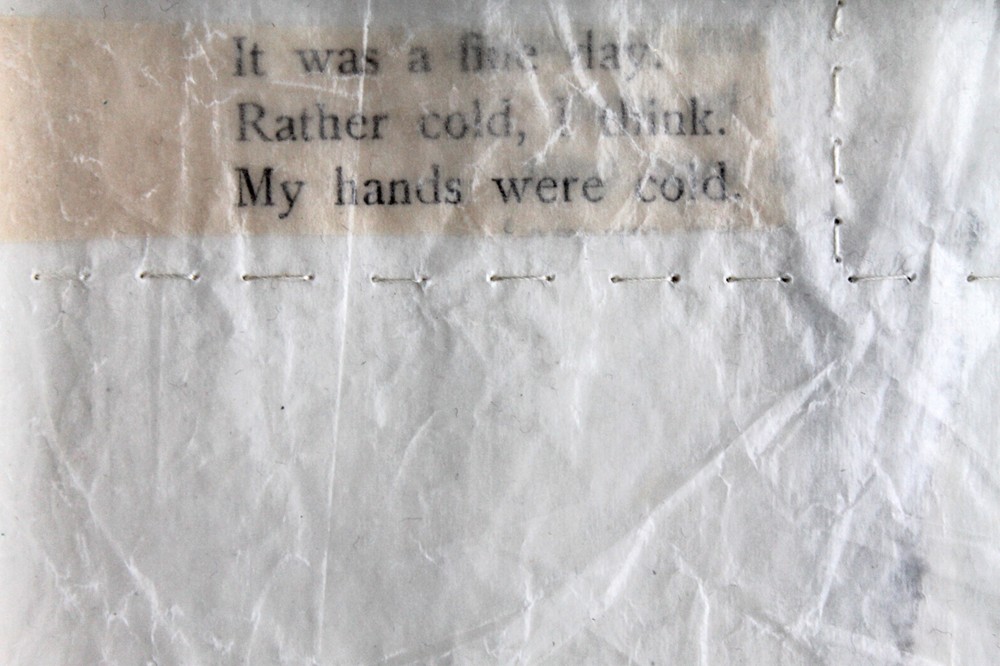 It was a fine day.
Rather cold, I think.
My hands were cold.